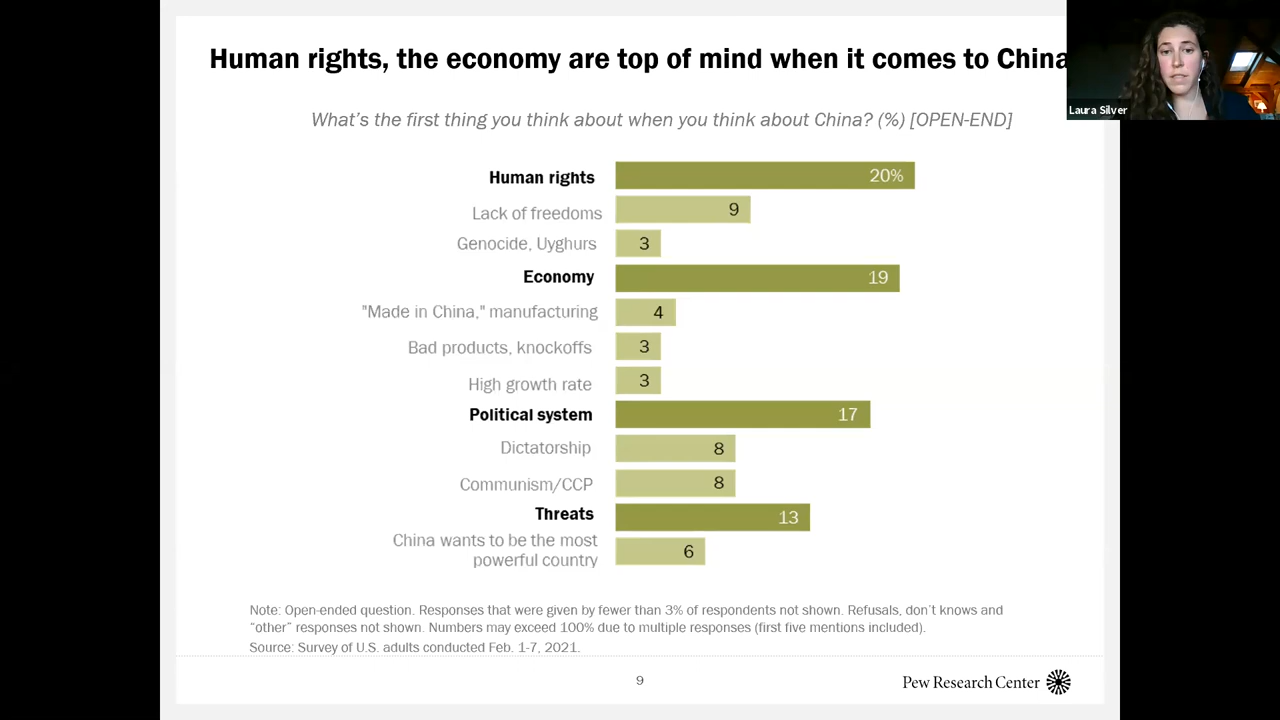 Human rights, the economy are top of mind when it comes to China
Laura Silver
What's the first thing you think about when you think about China? (%) [OPEN-END]
Human rights 20%
Lack of freedoms 9
Genocide, Uyghurs 3
Economy 19
"Made in China," manufacturing 4
Bad products, knockoffs 3
High growth rate 3
Political system 17
Dictatorship 8
Communism/CCP 8
Threats 13
China wants to be the most
powerful country 6
Note: Open-ended question. Responses that were given by fewer than 3% of respondents not shown. Refusals, don't knows and
“other” responses not shown. Numbers may exceed 100% due to multiple responses (first five mentions included).
Source: Survey of U.S. adults conducted Feb. 1-7, 2021.
9
Pew Research Center